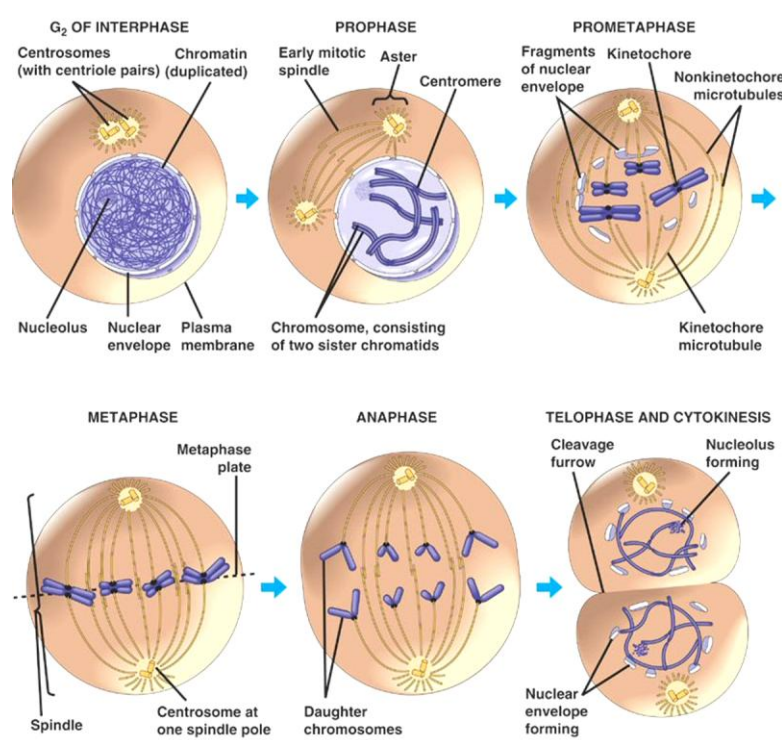 G₂ OF INTERPHASE
Centrosomes
(with centriole pairs)
Chromatin
(duplicated)
Nucleolus
Nuclear
envelope
Plasma
membrane
PROPHASE
Early mitotic
spindle
Aster
Centromere
Chromosome, consisting
of two sister chromatids
PROMETAPHASE
Fragments
of nuclear
envelope
Kinetochore
Nonkinetochore
microtubules
Kinetochore
microtubule
METAPHASE
Metaphase
plate
Spindle
Centrosome at
one spindle pole
ANAPHASE
Daughter
chromosomes
TELOPHASE AND CYTOKINESIS
Cleavage
furrow
Nucleolus
forming
Nuclear
envelope
forming